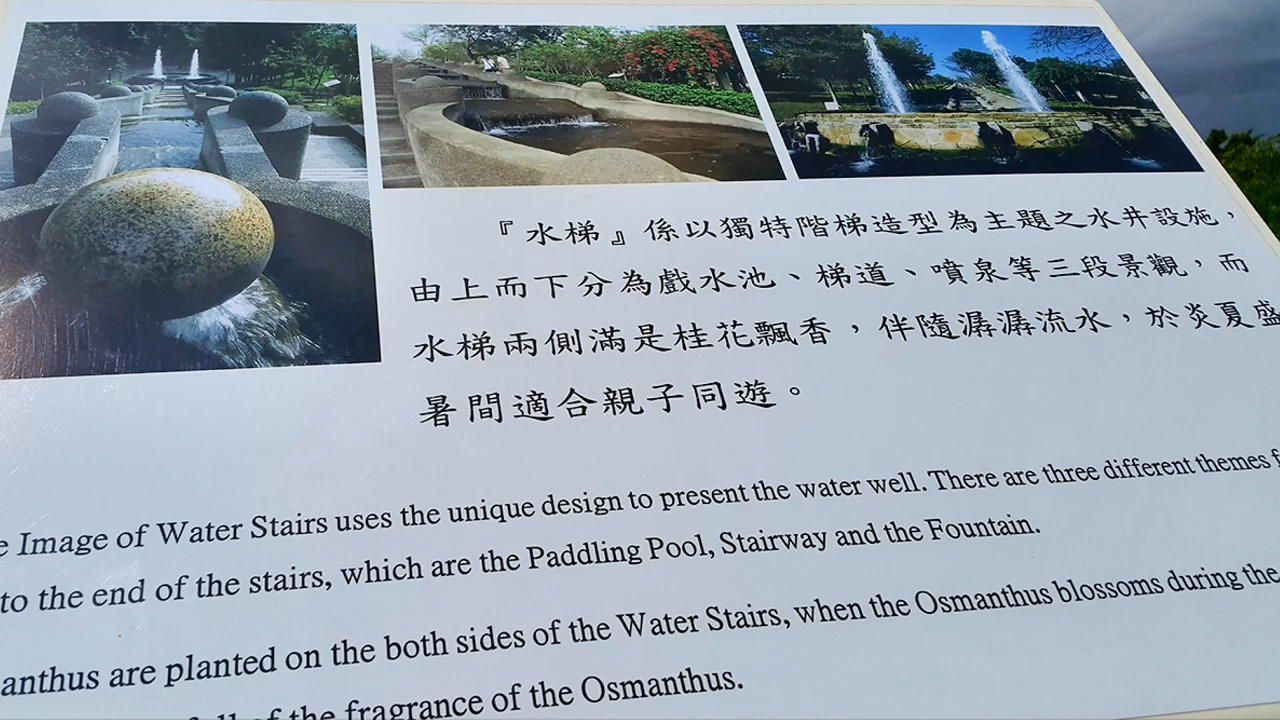 『水梯』係以獨特階梯造型為主題之水井設施，
由上而下分為戲水池、梯道、噴泉等三段景觀，而
水梯兩側滿是桂花飄香，伴隨潺潺流水，於炎夏盛
暑間適合親子同遊。
Image of Water Stairs uses the unique design to present the water well. There are three different themes
to the end of the stairs, which are the Paddling Pool, Stairway and the Fountain.
anthus are planted on the both sides of the Water Stairs, when the Osmanthus blossoms during the
of the fragrance of the Osmanthus.